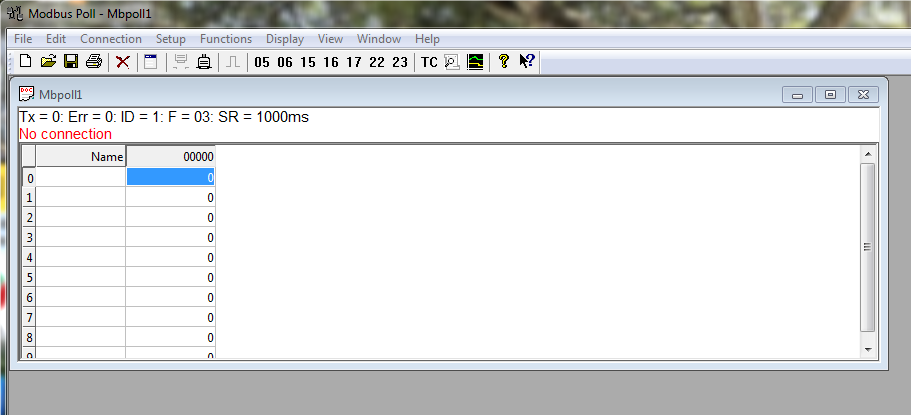 Modbus Poll - Mbpoll1
File Edit Connection Setup Functions Display View Window Help
05 06 15 16 17 22 23 TC
Mbpoll1
Tx = 0: Err = 0: ID = 1: F = 03: SR = 1000ms
No connection
Name 00000
0 0
1 0
2 0
3 0
4 0
5 0
6 0
7 0
8 0
9 0